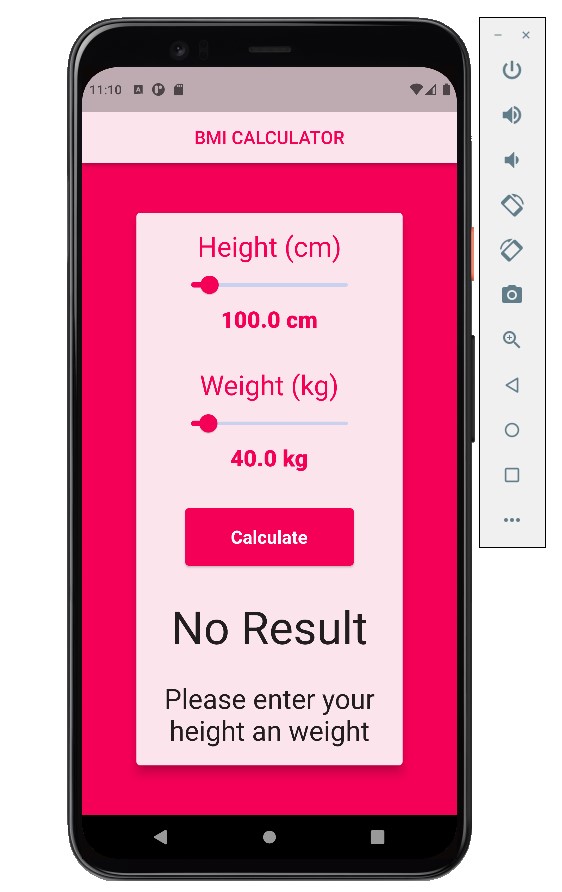 11:10
BMI CALCULATOR
Height (cm)
100.0 cm
Weight (kg)
40.0 kg
Calculate
No Result
Please enter your
height an weight